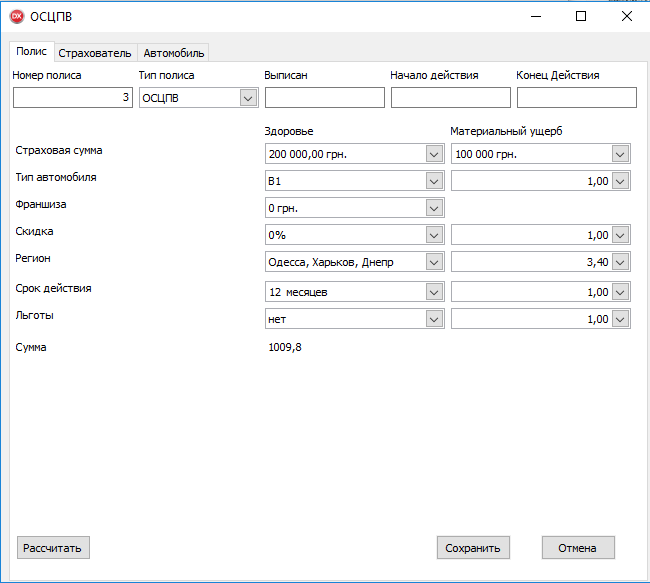 DX ОСЦПВ
Полис Страхователь Автомобиль
Номер полиса Тип полиса Выписан Начало действия Конец Действия
3 ОСЦПВ
Здоровье Материальный ущерб
Страховая сумма 200 000,00 грн. 100 000 грн.
Тип автомобиля B1 1,00
Франшиза 0 грн.
Скидка 0% 1,00
Регион Одесса, Харьков, Днепр 3,40
Срок действия 12 месяцев 1,00
Льготы нет 1,00
Сумма 1009,8
Рассчитать Сохранить Отмена